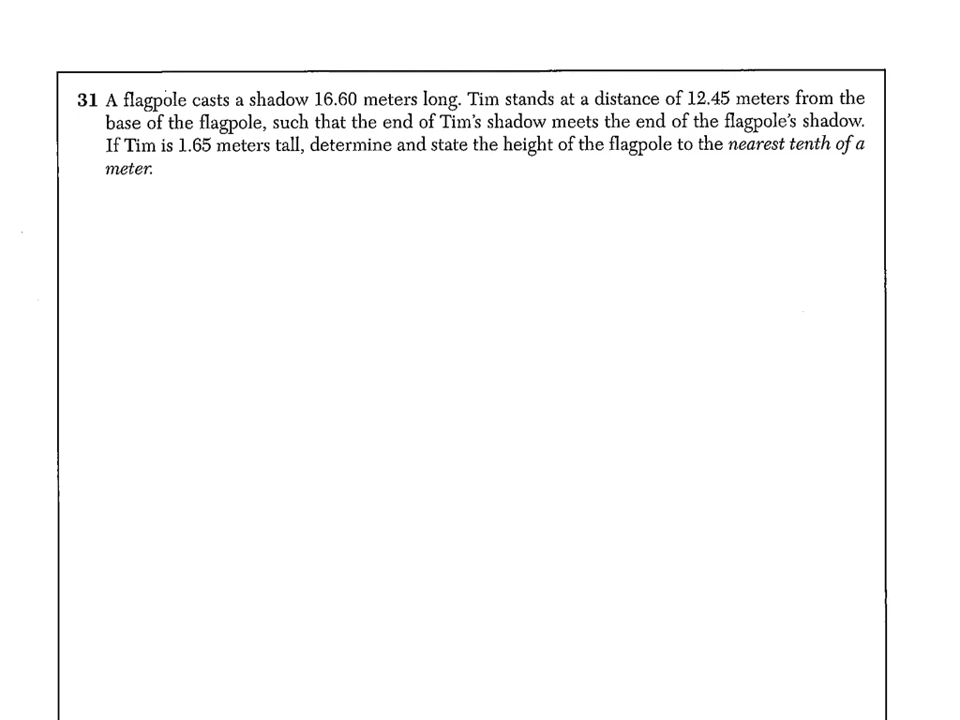 31 A flagpole casts a shadow 16.60 meters long. Tim stands at a distance of 12.45 meters from the
base of the flagpole, such that the end of Tim's shadow meets the end of the flagpole's shadow.
If Tim is 1.65 meters tall, determine and state the height of the flagpole to the nearest tenth of a
meter.